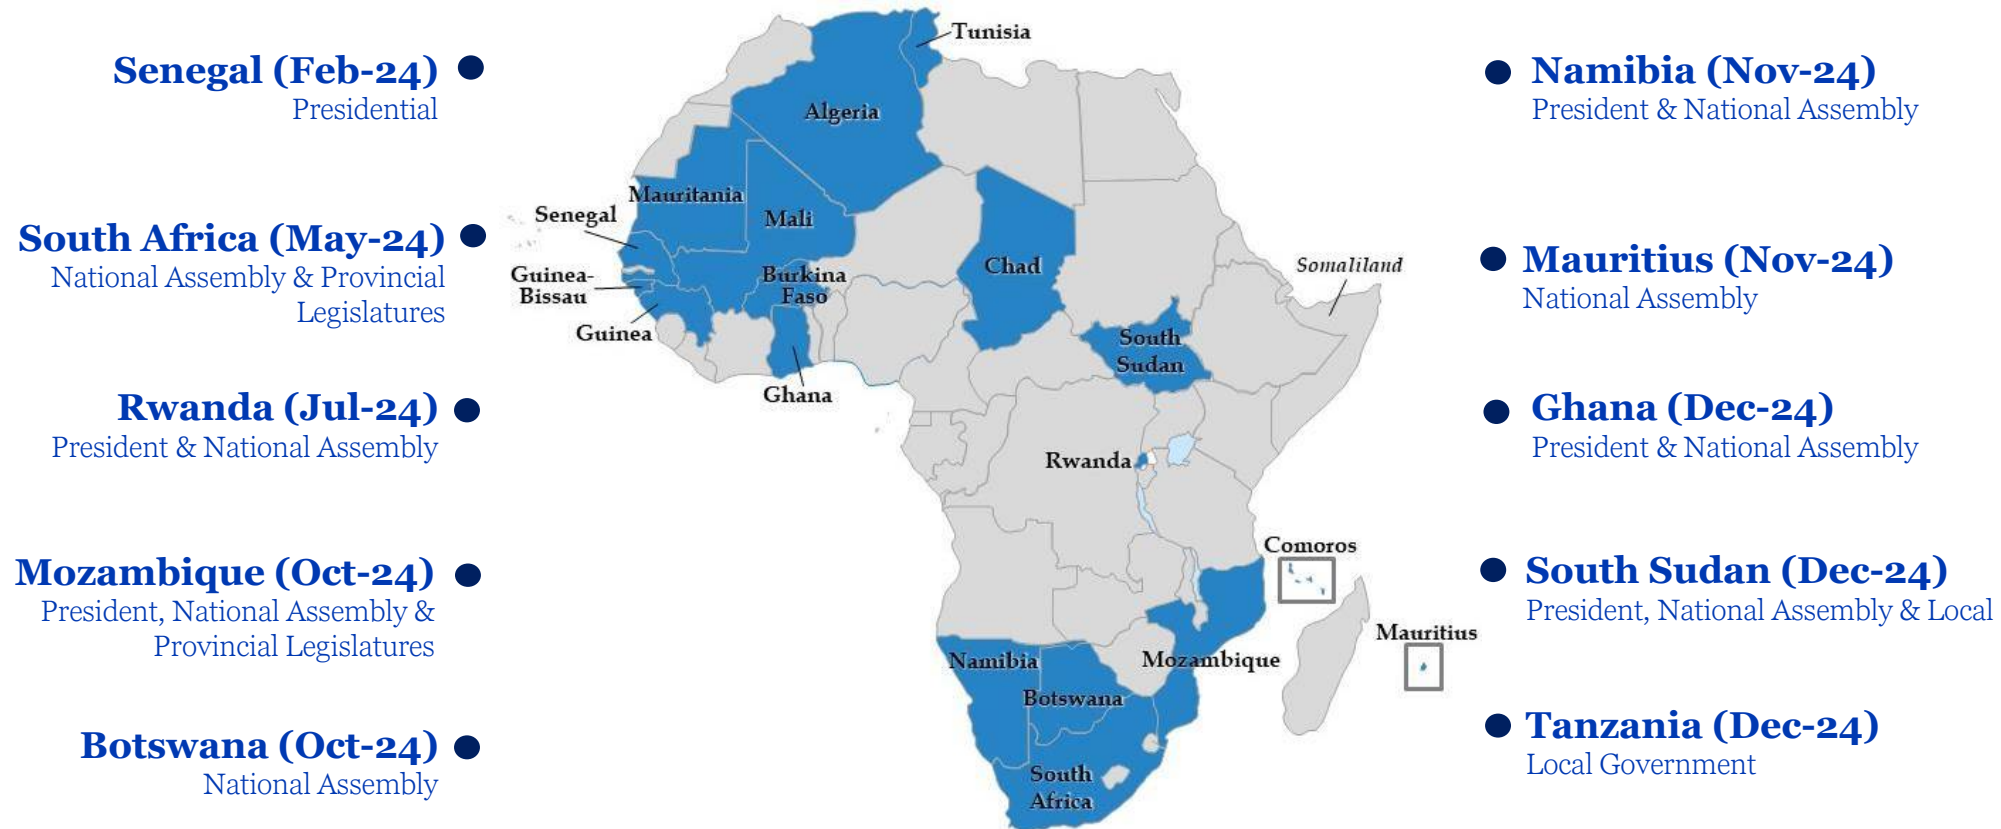 Senegal (Feb-24)
Presidential
South Africa (May-24)
National Assembly & Provincial
Legislatures
Rwanda (Jul-24)
President & National Assembly
Mozambique (Oct-24)
President, National Assembly &
Provincial Legislatures
Botswana (Oct-24)
National Assembly
Tunisia
Algeria
Mauritania
Senegal
Mali
Guinea-
Bissau
Burkina
Faso
Chad
Somaliland
Guinea
South
Sudan
Ghana
Rwanda
Comoros
Mauritius
Namibia
Mozambique
Botswana
South
Africa
Namibia (Nov-24)
President & National Assembly
Mauritius (Nov-24)
National Assembly
Ghana (Dec-24)
President & National Assembly
South Sudan (Dec-24)
President, National Assembly & Local
Tanzania (Dec-24)
Local Government